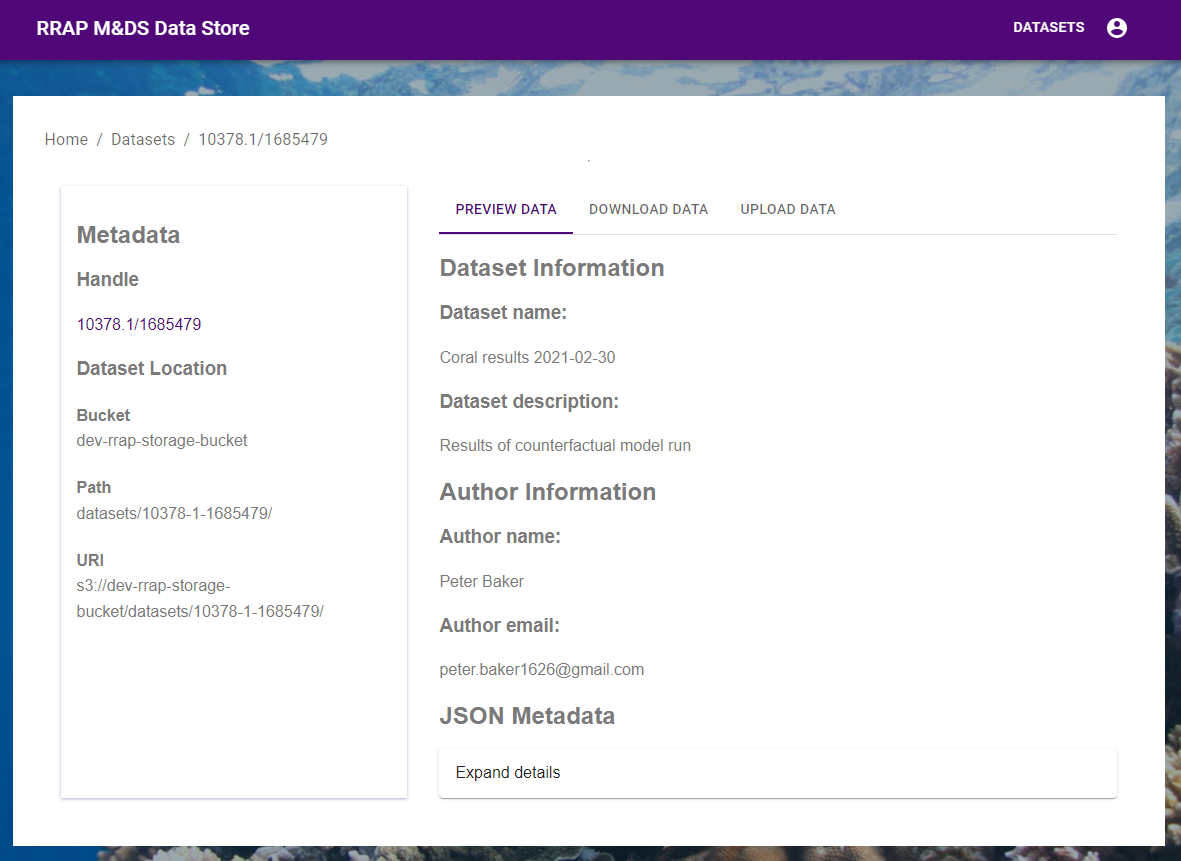 RRAP M&DS Data Store
DATASETS
Home / Datasets / 10378.1/1685479
Metadata
Handle
10378.1/1685479
Dataset Location
Bucket
dev-rrap-storage-bucket
Path
datasets/10378-1-1685479/
URI
s3://dev-rrap-storage-
bucket/datasets/10378-1-1685479/
PREVIEW DATA
DOWNLOAD DATA
UPLOAD DATA
Dataset Information
Dataset name:
Coral results 2021-02-30
Dataset description:
Results of counterfactual model run
Author Information
Author name:
Peter Baker
Author email:
peter.baker1626@gmail.com
JSON Metadata
Expand details